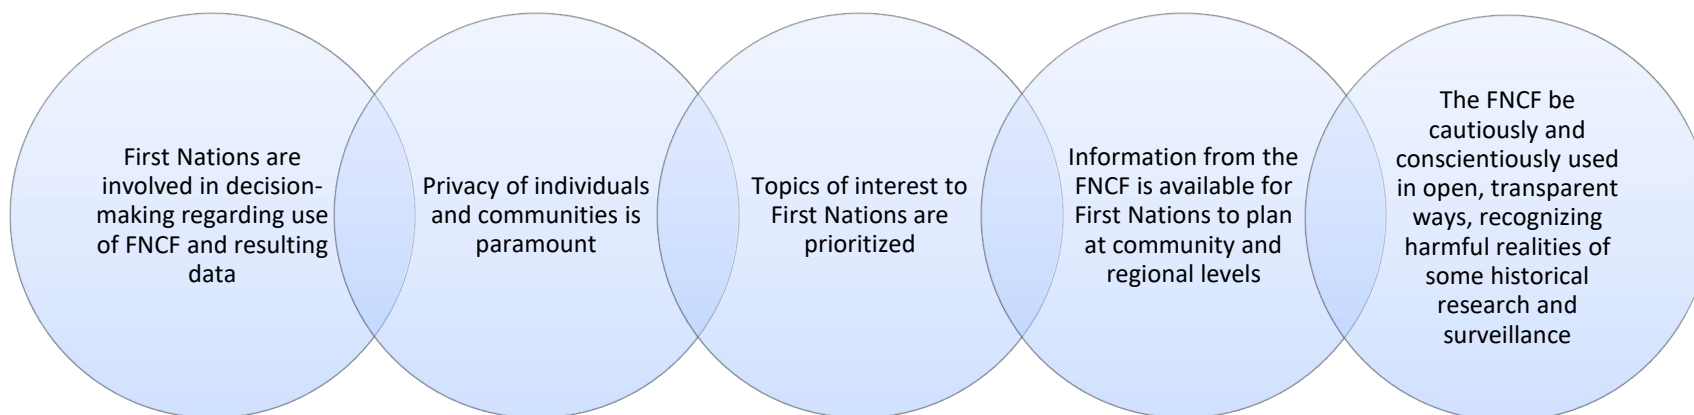 First Nations are
involved in decision-
making regarding use
of FNCF and resulting
data
Privacy of individuals
and communities is
paramount
Topics of interest to
First Nations are
prioritized
Information from the
FNCF is available for
First Nations to plan
at community and
regional levels
The FNCF be
cautiously and
conscientiously used
in open, transparent
ways, recognizing
harmful realities of
some historical
research and
surveillance